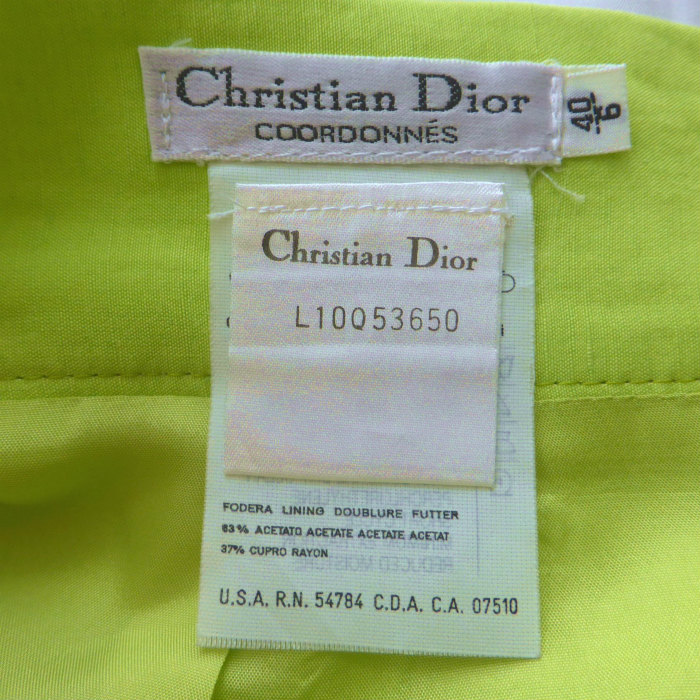 Christian Dior
COORDONNÉS
40
6
Christian Dior
L10Q53650
FODERA LINING DOUBLURE FUTTER
63% ACETATO ACETATE ACETATE ACETAT
37% CUPRO RAYON
U.S.A. R.N. 54784 C.D.A. C.A. 07510